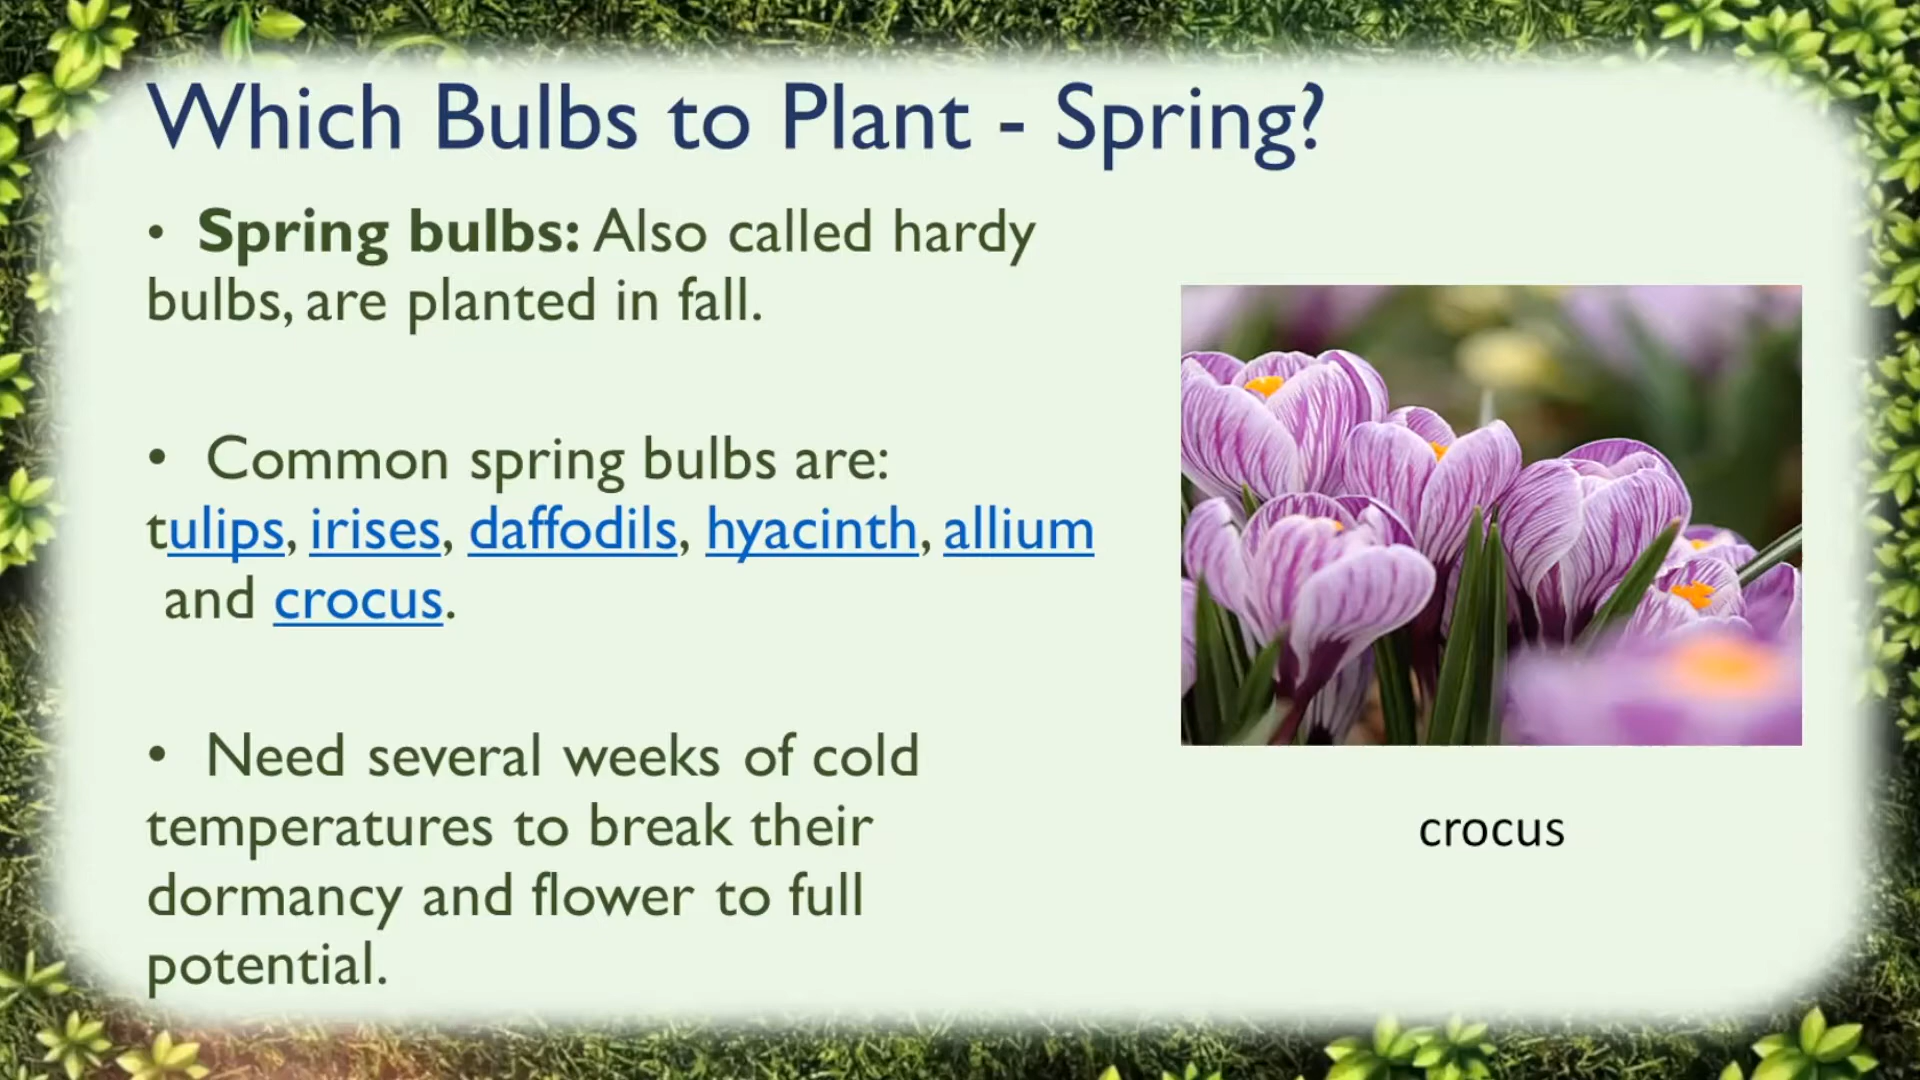 Which Bulbs to Plant - Spring?
• Spring bulbs: Also called hardy
bulbs, are planted in fall.
• Common spring bulbs are:
tulips, irises, daffodils, hyacinth, allium
and crocus.
• Need several weeks of cold
temperatures to break their
dormancy and flower to full
potential.
crocus